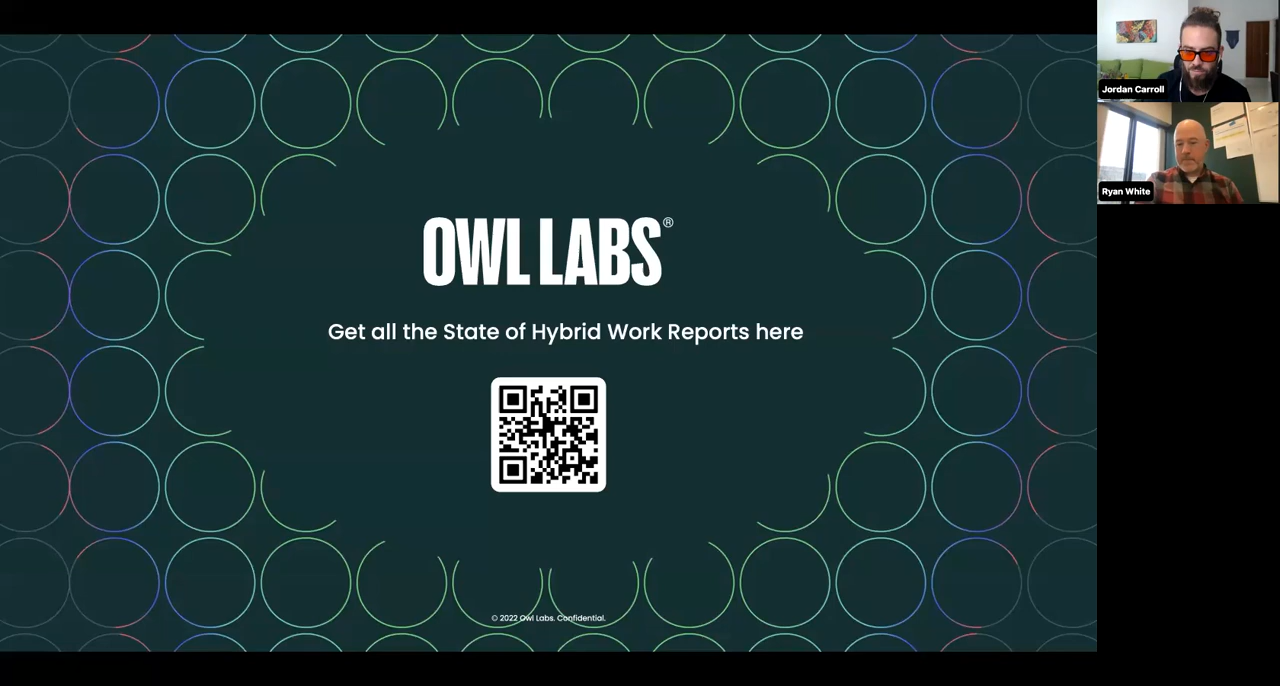 OWL LABS®
Get all the State of Hybrid Work Reports here
© 2022 Owl Labs. Confidential.
Jordan Carroll
Ryan White